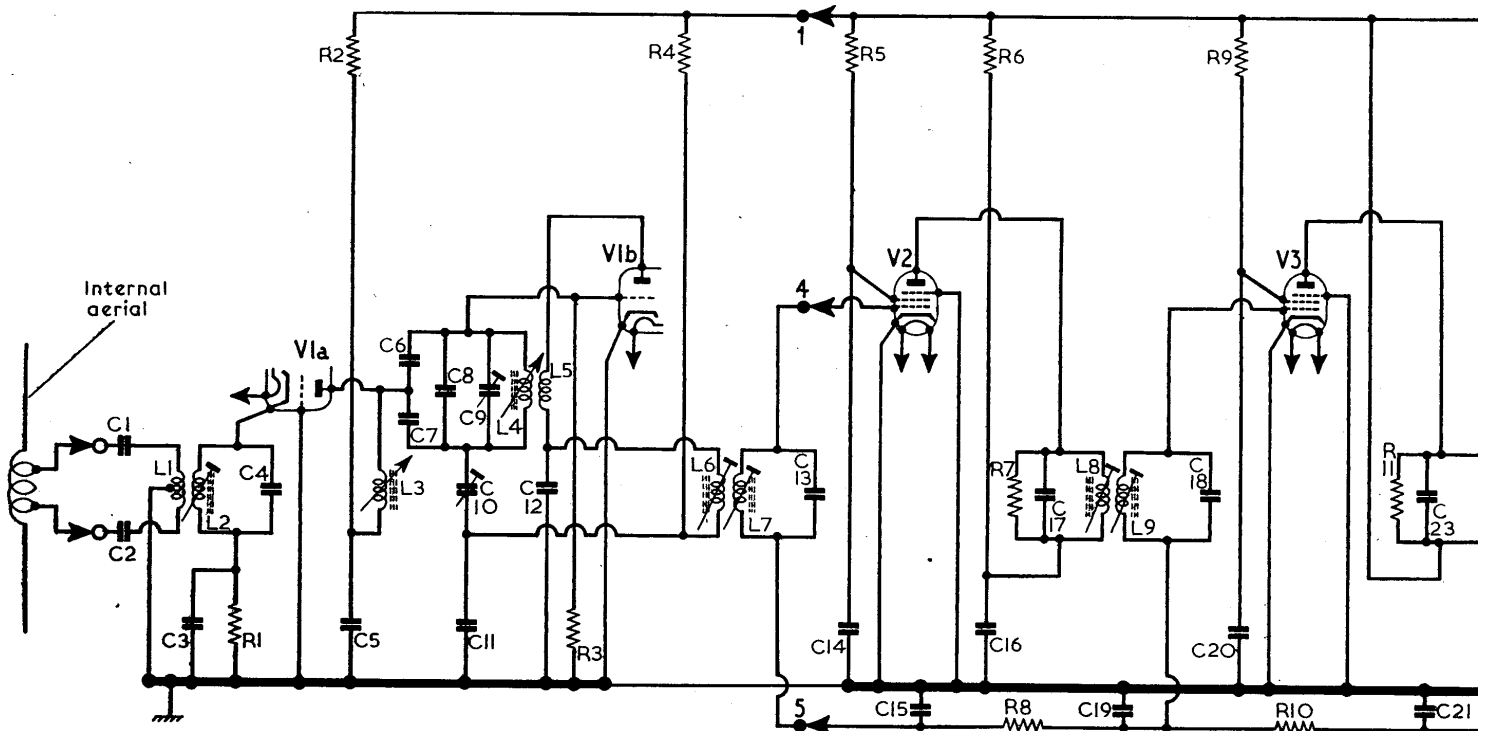 1
R2
R4
R5
R6
R9
Internal
aerial
V1b
V2
V3
4
V1a
C6
C8
C9
L4
L5
C7
C1
L1
L2
C4
L3
C
10
C
12
L6
L7
C
13
R7
C
17
L8
L9
C
18
R
11
C
23
C2
C3
R1
C5
C11
R3
C14
C16
C20
5
C15
R8
C19
R10
C21